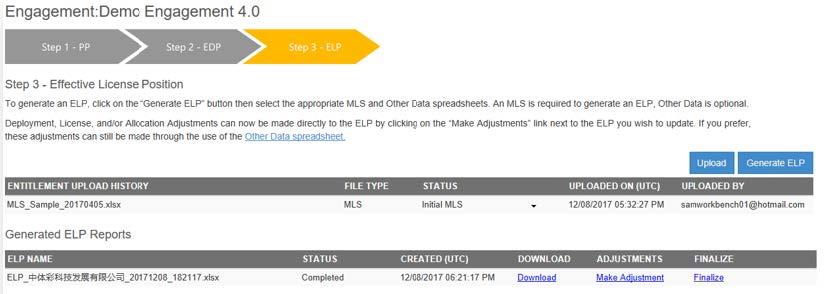 Engagement:Demo Engagement 4.0
Step 1 - PP
Step 2 - EDP
Step 3 - ELP
Step 3 - Effective License Position
To generate an ELP, click on the "Generate ELP" button then select the appropriate MLS and Other Data spreadsheets. An MLS is required to generate an ELP, Other Data is optional.
Deployment, License, and/or Allocation Adjustments can now be made directly to the ELP by clicking on the "Make Adjustments" link next to the ELP you wish to update. If you prefer,
these adjustments can still be made through the use of the Other Data spreadsheet.
Upload Generate ELP
ENTITLEMENT UPLOAD HISTORY FILE TYPE STATUS UPLOADED ON (UTC) UPLOADED BY
MLS_Sample_20170405.xlsx MLS Initial MLS 12/08/2017 05:32:27 PM samworkbench01@hotmail.com
Generated ELP Reports
ELP NAME STATUS CREATED (UTC) DOWNLOAD ADJUSTMENTS FINALIZE
ELP_中体彩科技发展有限公司_20171208_182117.xlsx Completed 12/08/2017 06:21:17 PM Download Make Adjustment Finalize